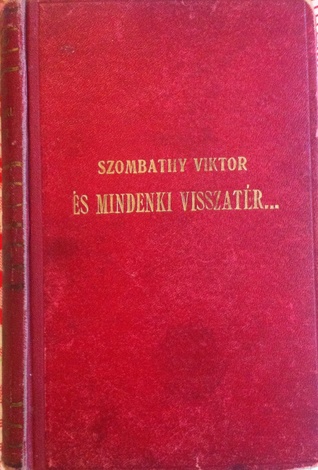 SZOMBATHY VIKTOR
ÉS MINDENKI VISSZATÉR...